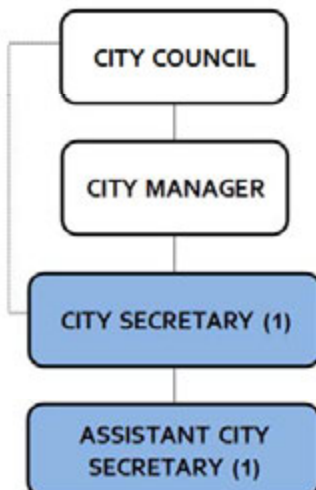 CITY COUNCIL
CITY MANAGER
CITY SECRETARY (1)
ASSISTANT CITY
SECRETARY (1)